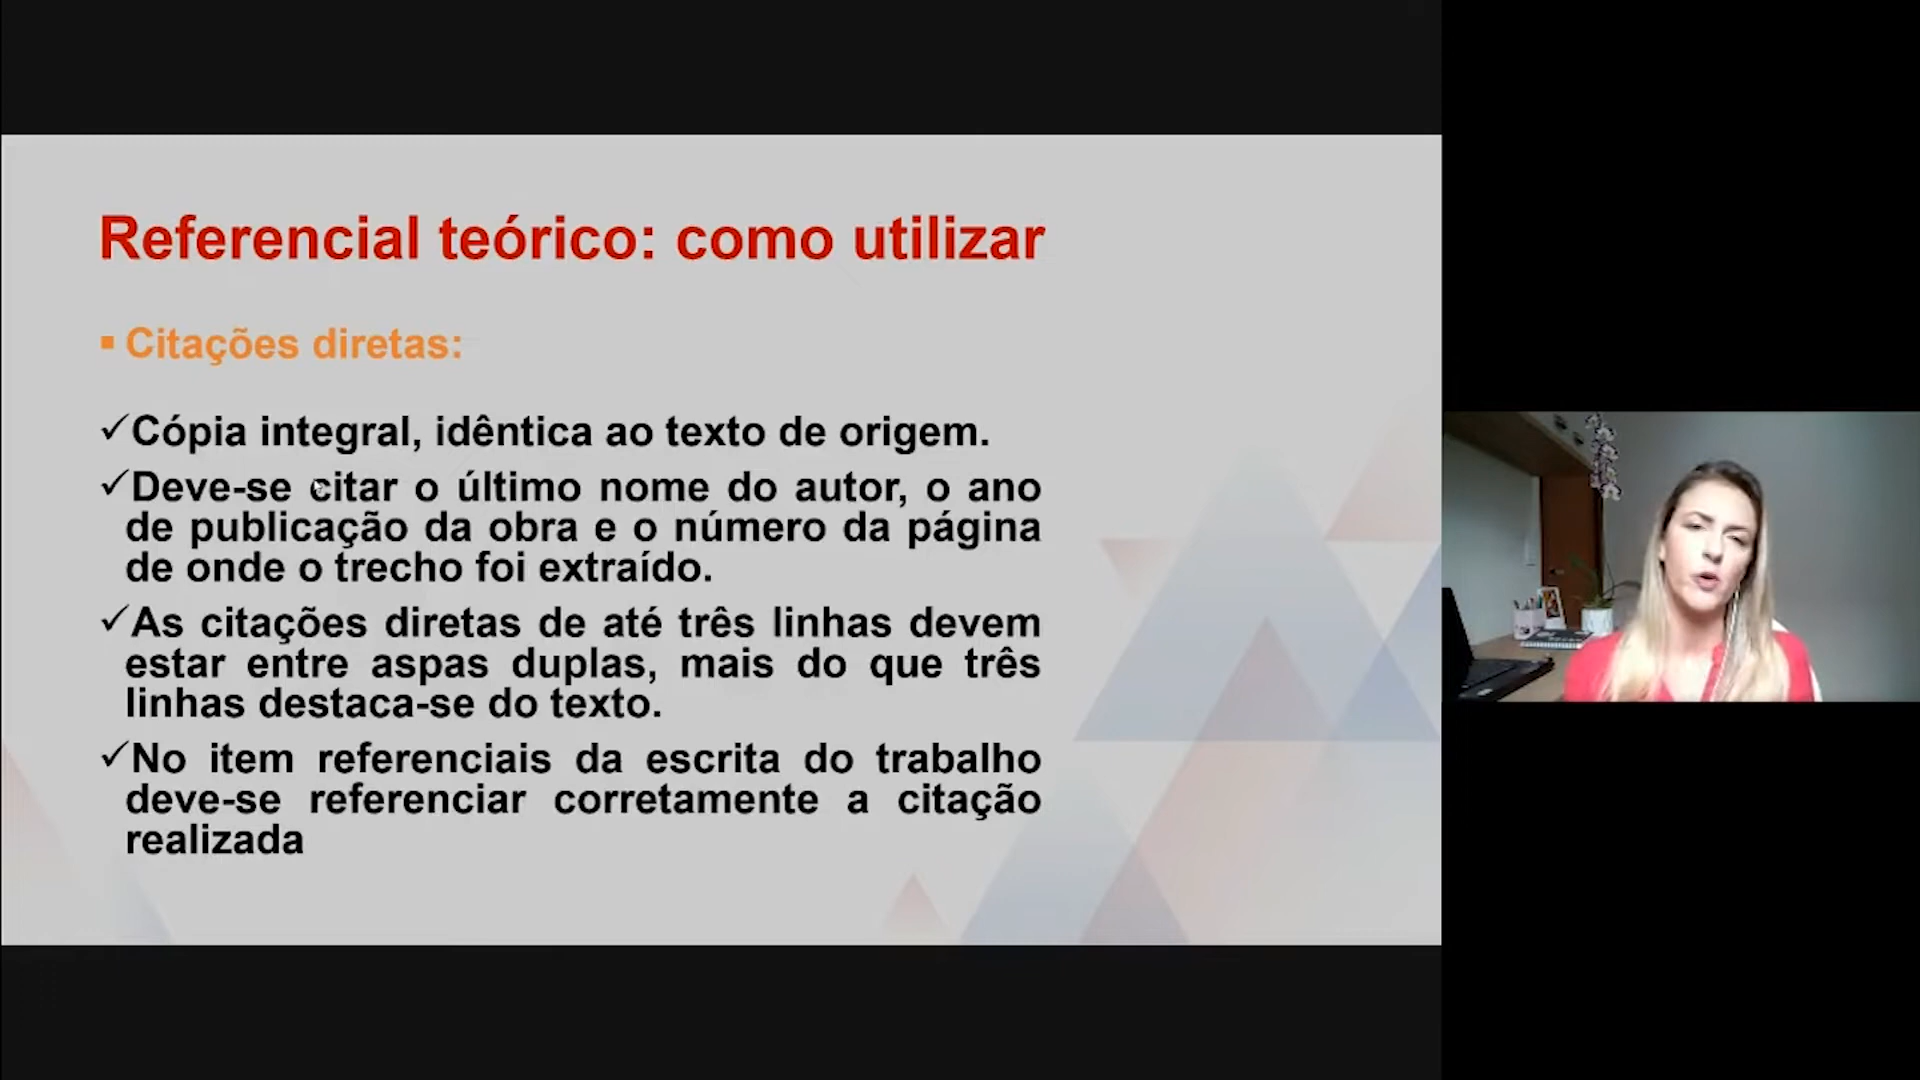 Referencial teórico: como utilizar
▪ Citações diretas:
✓Cópia integral, idêntica ao texto de origem.
✓Deve-se citar o último nome do autor, o ano
de publicação da obra e o número da página
de onde o trecho foi extraído.
✓As citações diretas de até três linhas devem
estar entre aspas duplas, mais do que três
linhas destaca-se do texto.
✓No item referenciais da escrita do trabalho
deve-se referenciar corretamente a citação
realizada